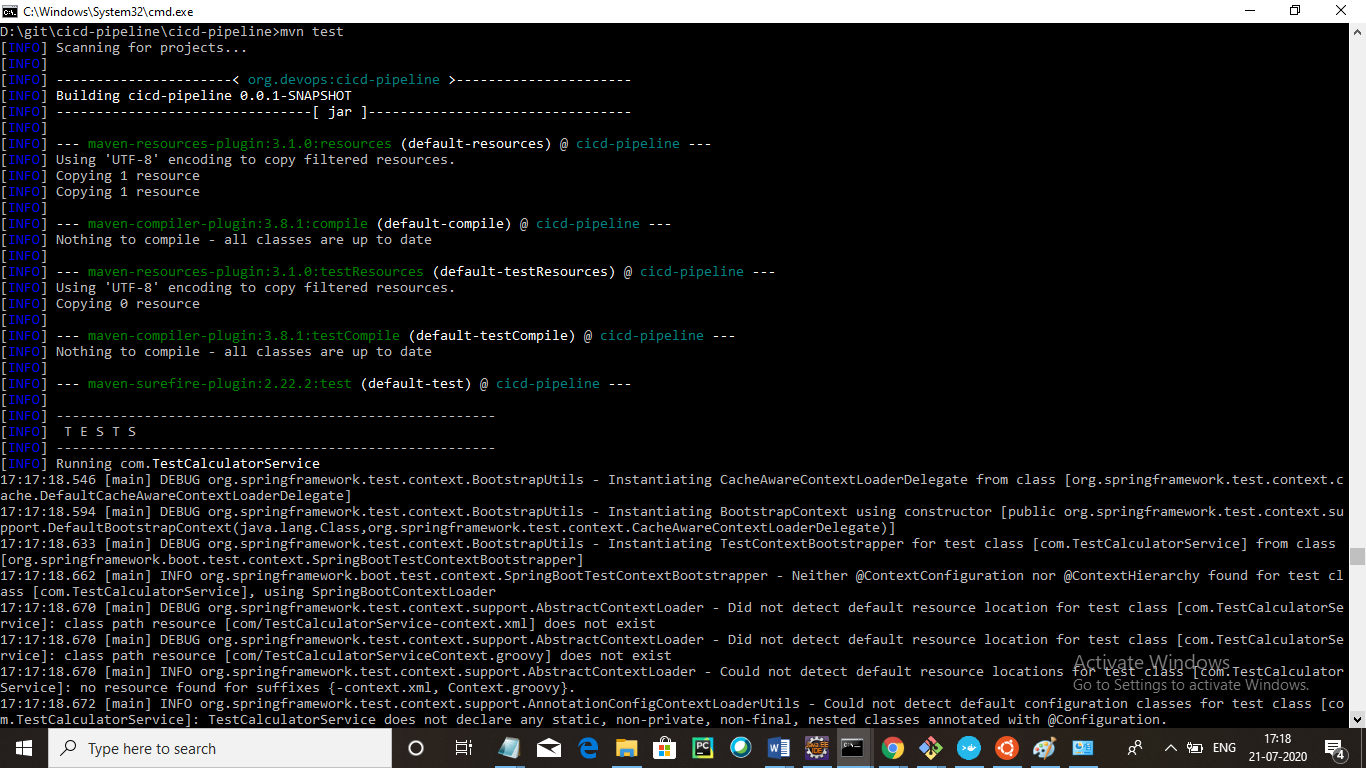 C:\Windows\System32\cmd.exe
D:\git\cicd-pipeline\cicd-pipeline>mvn test
[INFO] Scanning for projects...
[INFO]
[INFO] ----------------------< org.devops:cicd-pipeline >----------------------
[INFO] Building cicd-pipeline 0.0.1-SNAPSHOT
[INFO] --------------------------------[ jar ]---------------------------------
[INFO]
[INFO] --- maven-resources-plugin:3.1.0:resources (default-resources) @ cicd-pipeline ---
[INFO] Using 'UTF-8' encoding to copy filtered resources.
[INFO] Copying 1 resource
[INFO] Copying 1 resource
[INFO]
[INFO] --- maven-compiler-plugin:3.8.1:compile (default-compile) @ cicd-pipeline ---
[INFO] Nothing to compile - all classes are up to date
[INFO]
[INFO] --- maven-resources-plugin:3.1.0:testResources (default-testResources) @ cicd-pipeline ---
[INFO] Using 'UTF-8' encoding to copy filtered resources.
[INFO] Copying 0 resource
[INFO]
[INFO] --- maven-compiler-plugin:3.8.1:testCompile (default-testCompile) @ cicd-pipeline ---
[INFO] Nothing to compile - all classes are up to date
[INFO]
[INFO] --- maven-surefire-plugin:2.22.2:test (default-test) @ cicd-pipeline ---
[INFO]
[INFO] -------------------------------------------------------
[INFO]  T E S T S
[INFO] -------------------------------------------------------
[INFO] Running com.TestCalculatorService
17:17:18.546 [main] DEBUG org.springframework.test.context.BootstrapUtils - Instantiating CacheAwareContextLoaderDelegate from class [org.springframework.test.context.c
ache.DefaultCacheAwareContextLoaderDelegate]
17:17:18.594 [main] DEBUG org.springframework.test.context.BootstrapUtils - Instantiating BootstrapContext using constructor [public org.springframework.test.context.su
pport.DefaultBootstrapContext(java.lang.Class,org.springframework.test.context.CacheAwareContextLoaderDelegate)]
17:17:18.633 [main] DEBUG org.springframework.test.context.BootstrapUtils - Instantiating TestContextBootstrapper for test class [com.TestCalculatorService] from class
[org.springframework.boot.test.context.SpringBootTestContextBootstrapper]
17:17:18.662 [main] INFO org.springframework.boot.test.context.SpringBootTestContextBootstrapper - Neither @ContextConfiguration nor @ContextHierarchy found for test cl
ass [com.TestCalculatorService], using SpringBootContextLoader
17:17:18.670 [main] DEBUG org.springframework.test.context.support.AbstractContextLoader - Did not detect default resource location for test class [com.TestCalculatorSe
rvice]: class path resource [com/TestCalculatorService-context.xml] does not exist
17:17:18.670 [main] DEBUG org.springframework.test.context.support.AbstractContextLoader - Did not detect default resource location for test class [com.TestCalculatorSe
rvice]: class path resource [com/TestCalculatorServiceContext.groovy] does not exist
17:17:18.670 [main] INFO org.springframework.test.context.support.AbstractContextLoader - Could not detect default resource locations for test class [com.TestCalculator
Service]: no resource found for suffixes {-context.xml, Context.groovy}.
17:17:18.672 [main] INFO org.springframework.test.context.support.AnnotationConfigContextLoaderUtils - Could not detect default configuration classes for test class [co
m.TestCalculatorService]: TestCalculatorService does not declare any static, non-private, non-final, nested classes annotated with @Configuration.
Activate Windows
Go to Settings to activate Windows.
Type here to search
ENG
17:18
21-07-2020
4